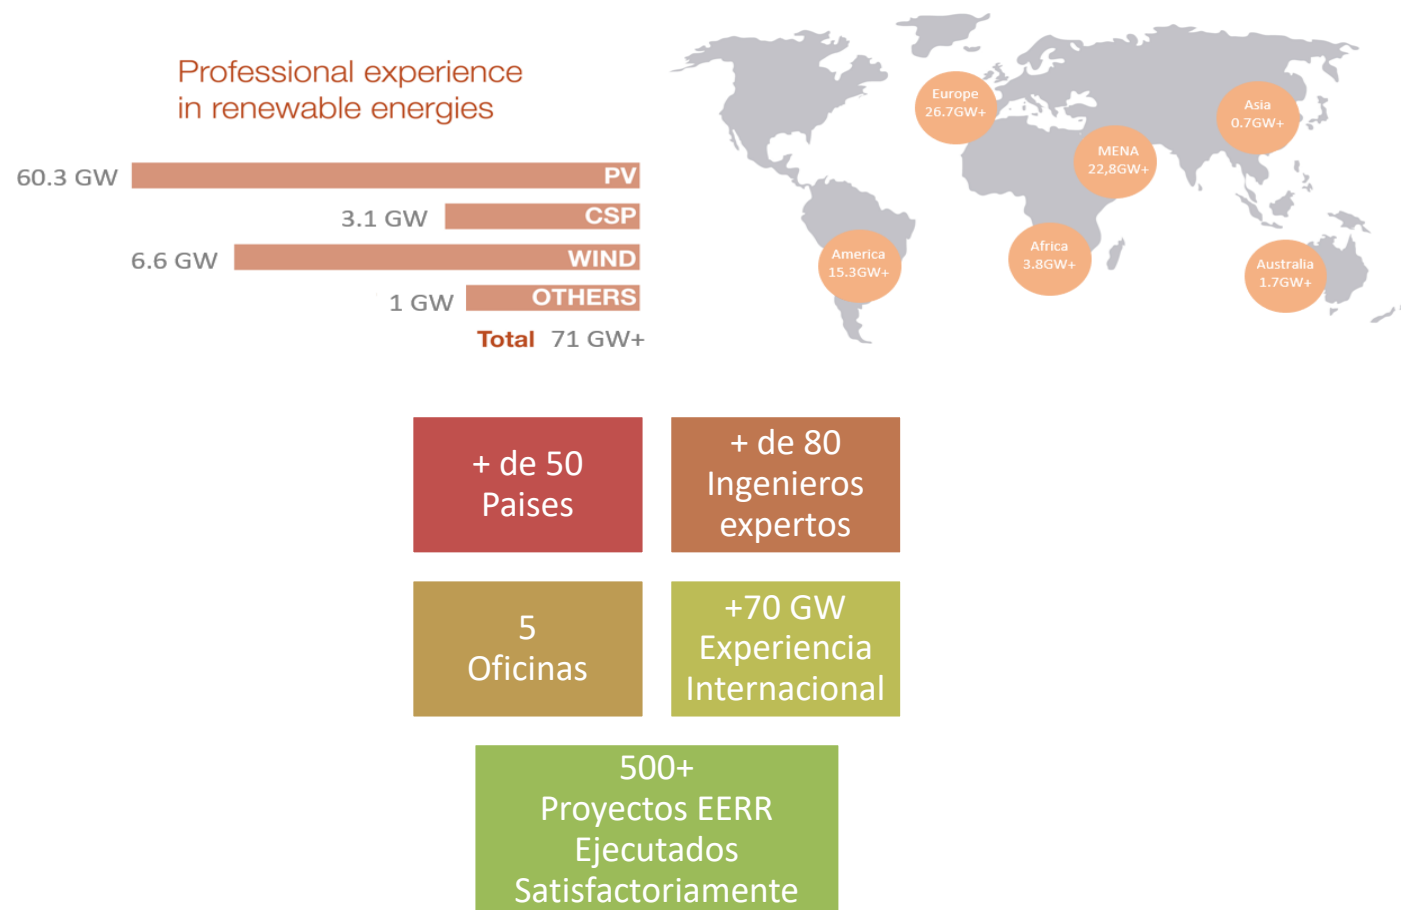 Professional experience
in renewable energies
60.3 GW PV
3.1 GW CSP
6.6 GW WIND
1 GW OTHERS
Total 71 GW+
Europe
26.7GW+
Asia
0.7GW+
MENA
22,8GW+
America
15.3GW+
Africa
3.8GW+
Australia
1.7GW+
+ de 50
Paises
+ de 80
Ingenieros
expertos
5
Oficinas
+70 GW
Experiencia
Internacional
500+
Proyectos EERR
Ejecutados
Satisfactoriamente